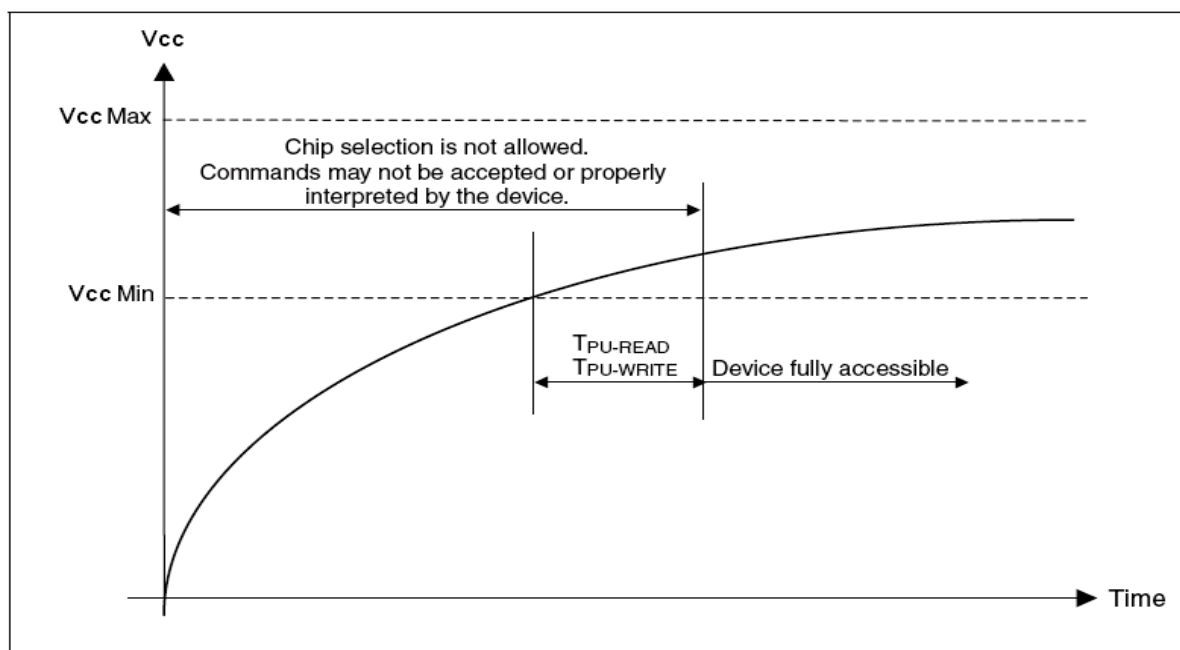 Vcc
Vcc Max
Chip selection is not allowed.
Commands may not be accepted or properly
interpreted by the device.
Vcc Min
TPU-READ
TPU-WRITE
Device fully accessible
Time